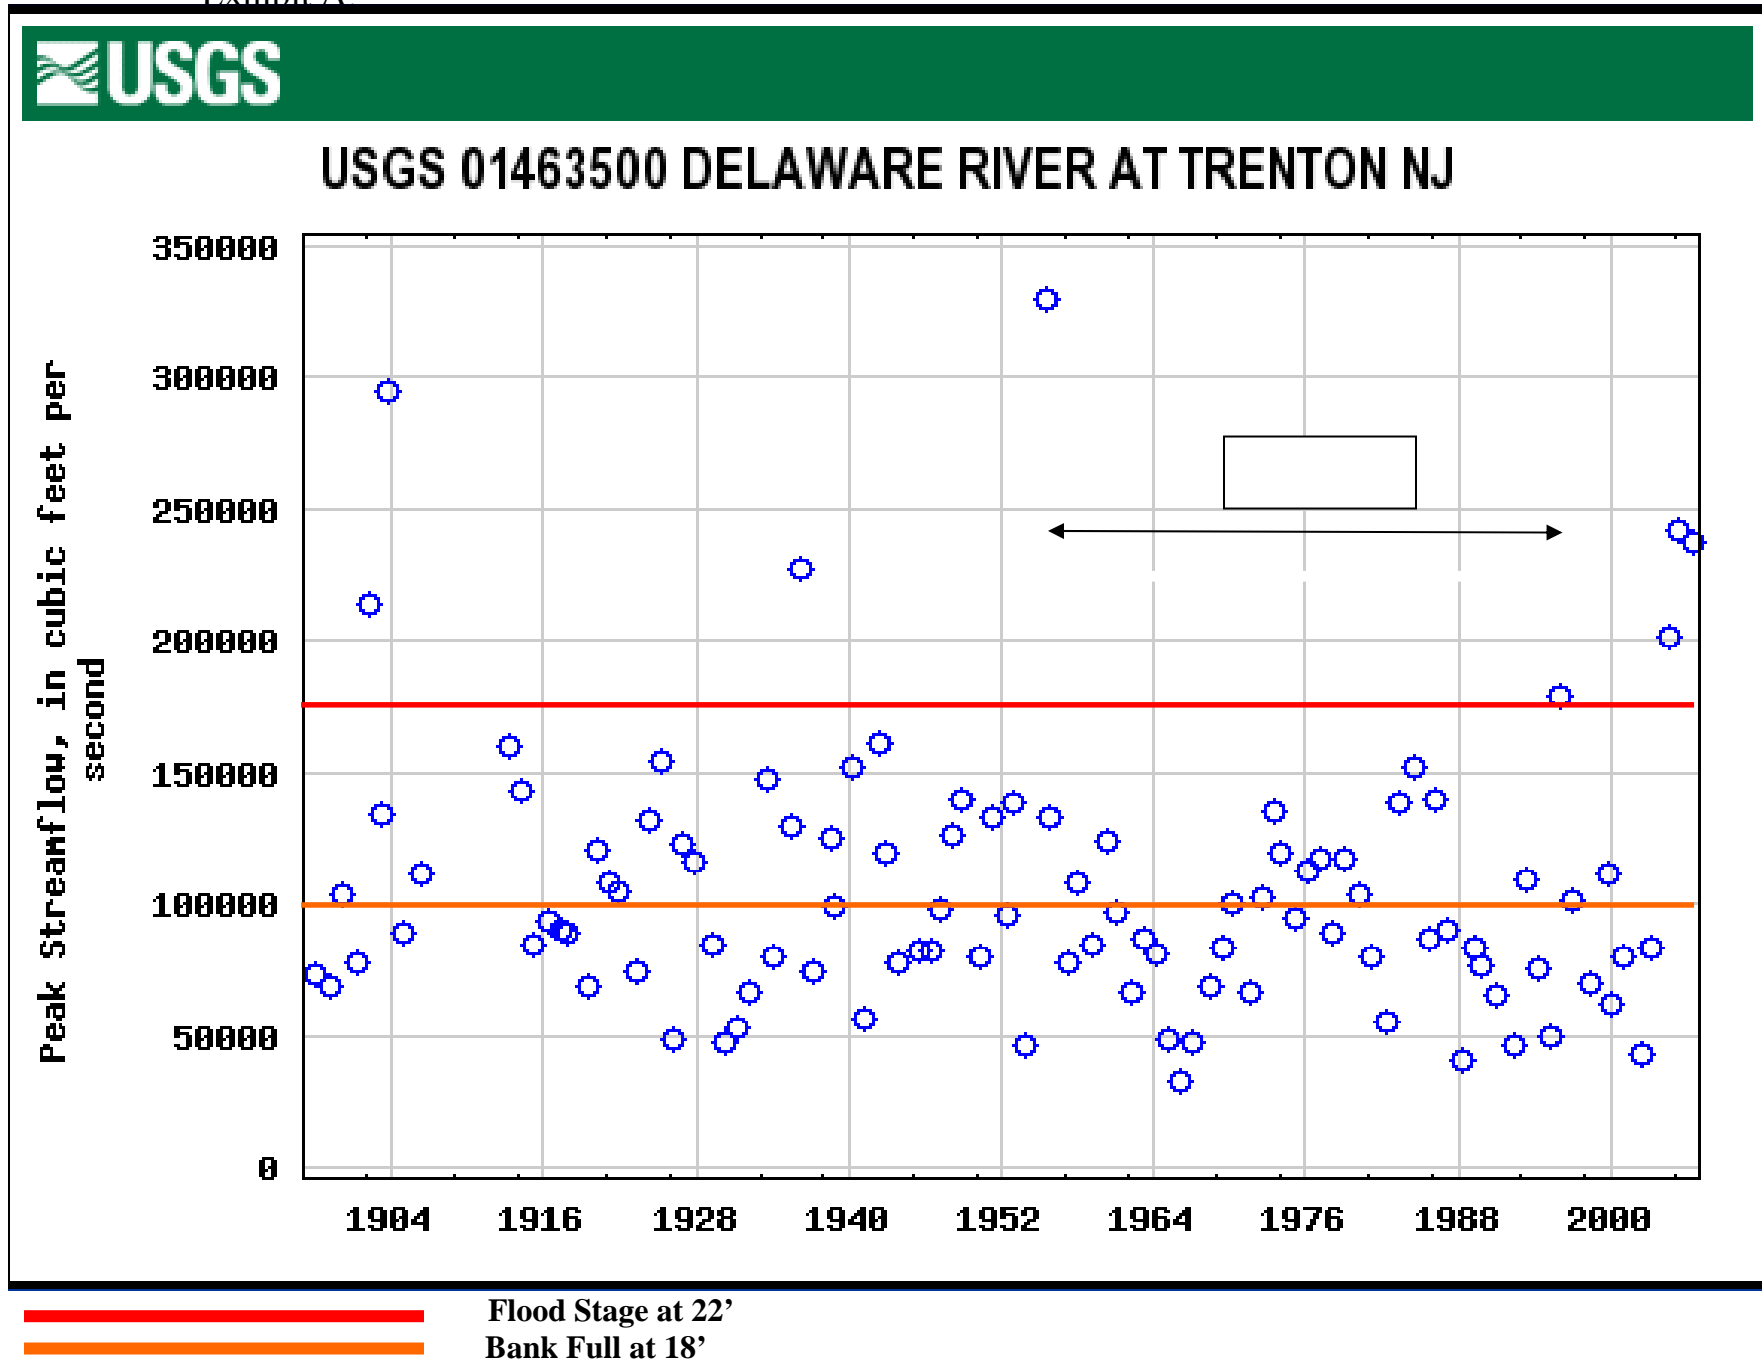 USGS
USGS 01463500 DELAWARE RIVER AT TRENTON NJ
Peak Streamflow, in cubic feet per
second
350000
300000
250000
200000
150000
100000
50000
0
1904 1916 1928 1940 1952 1964 1976 1988 2000
Flood Stage at 22’
Bank Full at 18’